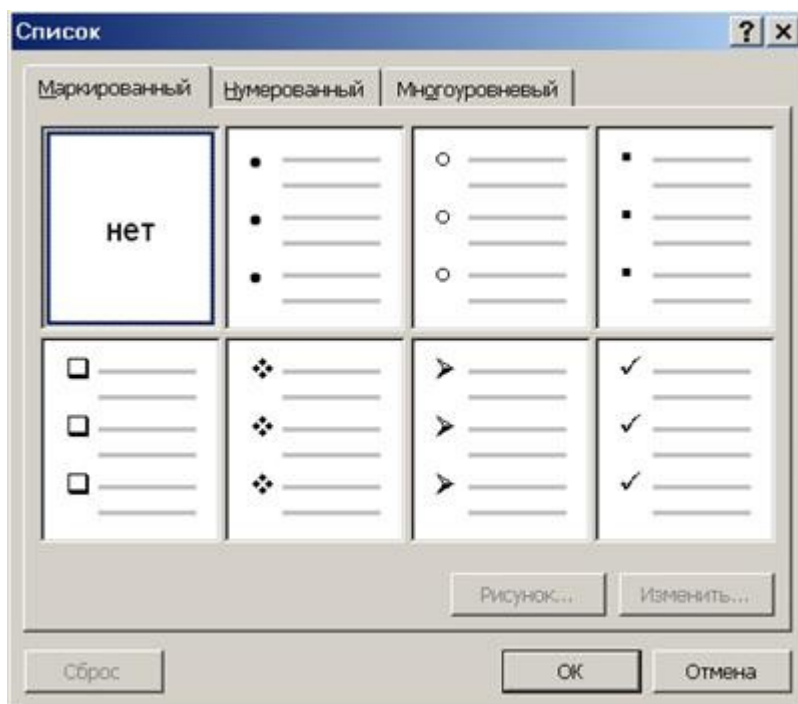 Список
Маркированный Нумерованный Многоуровневый
нет
Рисунок... Изменить...
Сброс ОК Отмена